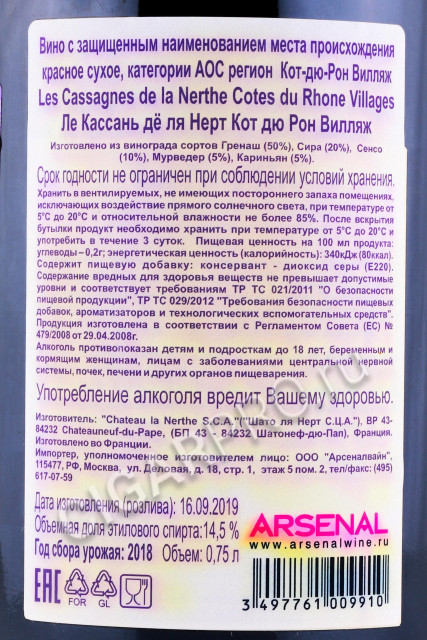 Вино с защищенным наименованием места происхождения
красное сухое, категории АОС регион Кот-дю-Рон Вилляж
Les Cassagnes de la Nerthe Cotes du Rhone Villages
Ле Кассань дё ля Нерт Кот дю Рон Вилляж
Изготовлено из винограда сортов Гренаш (50%), Сира (20%), Сенсо
(10%), Мурведер (5%), Кариньян (5%).
Срок годности не ограничен при соблюдении условий хранения.
Хранить в вентилируемых, не имеющих постороннего запаха помещениях,
исключающих воздействие прямого солнечного света, при температуре от
5°С до 20°С и относительной влажности не более 85%. После вскрытия
бутылки продукт необходимо хранить при температуре от 5°С до 20°С и
употребить в течение 3 суток. Пищевая ценность на 100 мл продукта:
углеводы – 0,2г; энергетическая ценность (калорийность): 340кДж (80ккал).
Содержит пищевую добавку: консервант - диоксид серы (Е220).
Содержание вредных для здоровья веществ не превышает допустимые
уровни и соответствует требованиям ТР ТС 021/2011 "О безопасности
пищевой продукции", ТР ТС 029/2012 "Требования безопасности пищевых
добавок, ароматизаторов и технологических вспомогательных средств".
Продукция изготовлена в соответствии с Регламентом Совета (ЕС) №
479/2008 от 29.04.2008г.
Алкоголь противопоказан детям и подросткам до 18 лет, беременным и
кормящим женщинам, лицам с заболеваниями центральной нервной
системы, почек, печени и других органов пищеварения.
Употребление алкоголя вредит Вашему здоровью.
Изготовитель: "Chateau la Nerthe S.C.A."("Шато ля Нерт С.Ц.А."), BP 43-
84232 Chateauneuf-du-Pape, (БП 43 - 84232 Шатонеф-дю-Пап), Франция.
Изготовлено во Франции.
Импортер, уполномоченное изготовителем лицо: ООО "Арсеналвайн".
115477, РФ, Москва, ул. Деловая, д. 18, стр. 1, этаж 5 пом. 2, тел/факс: (495)
617-07-59
Дата изготовления (розлива): 16.09.2019
Объемная доля этилового спирта:14,5 %
Год сбора урожая: 2018 Объем: 0,75 л
ARSENAL
www.arsenalwine.ru
EAC
FOR
GL
3 497761 009910
CIGARPRO.ru